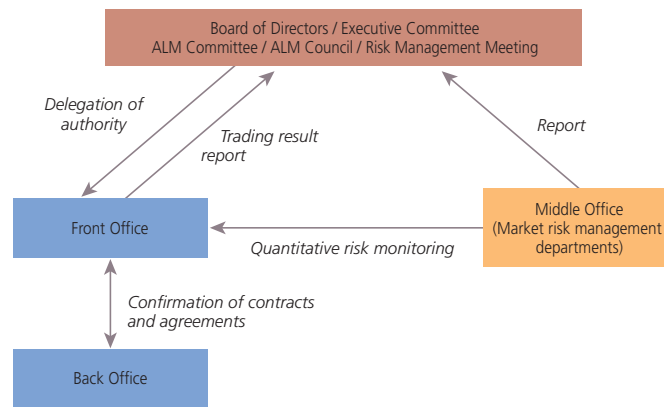 Board of Directors / Executive Committee
ALM Committee / ALM Council / Risk Management Meeting
Delegation of
authority
Trading result
report
Report
Front Office
Middle Office
(Market risk management
departments)
Quantitative risk monitoring
Confirmation of contracts
and agreements
Back Office